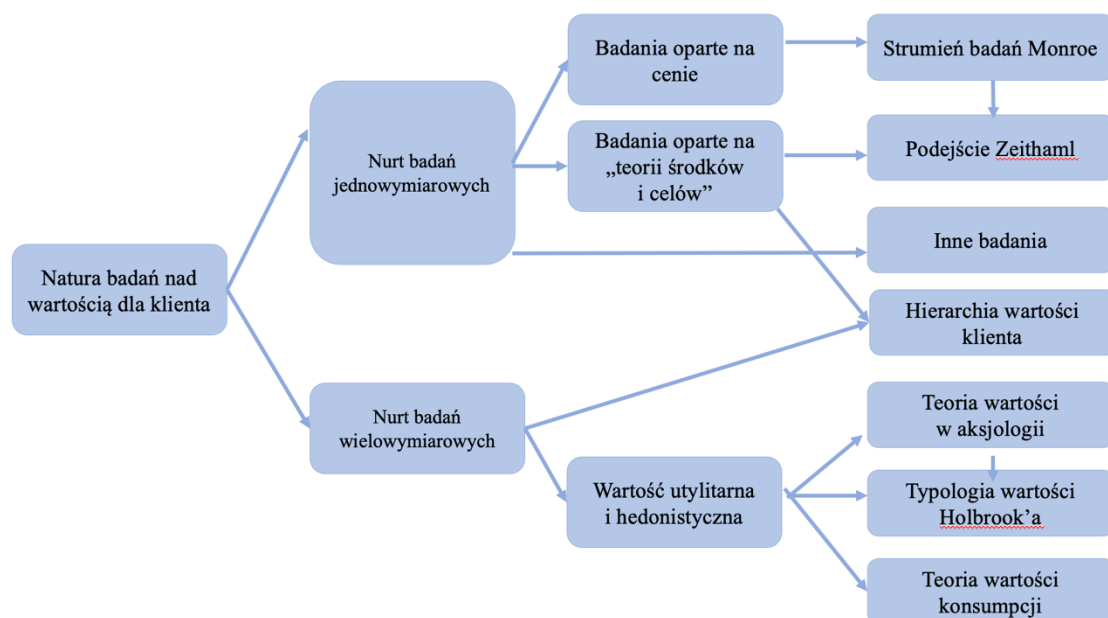 Natura badań nad
wartością dla klienta
Nurt badań
jednowymiarowych
Nurt badań
wielowymiarowych
Badania oparte na
cenie
Badania oparte na
„teorii środków
i celów”
Wartość utylitarna
i hedonistyczna
Strumień badań Monroe
Podejście Zeithaml
Inne badania
Hierarchia wartości
klienta
Teoria wartości
w aksjologii
Typologia wartości
Holbrook’a
Teoria wartości
konsumpcji